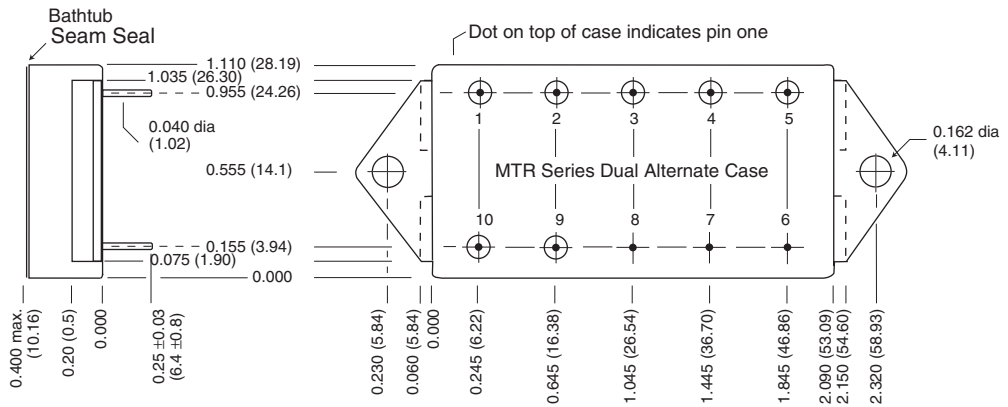 Bathtub
Seam Seal
Dot on top of case indicates pin one
1.110 (28.19)
1.035 (26.30)
0.955 (24.26)
0.040 dia
(1.02)
0.555 (14.1)
0.155 (3.94)
0.075 (1.90)
0.000
1 2 3 4 5
0.162 dia
(4.11)
MTR Series Dual Alternate Case
10 9 8 7 6
0.400 max.
(10.16)
0.20 (0.5)
0.000
0.25 ±0.03
(6.4 ±0.8)
0.230 (5.84)
0.060 (5.84)
0.000
0.245 (6.22)
0.645 (16.38)
1.045 (26.54)
1.445 (36.70)
1.845 (46.86)
2.090 (53.09)
2.150 (54.60)
2.320 (58.93)